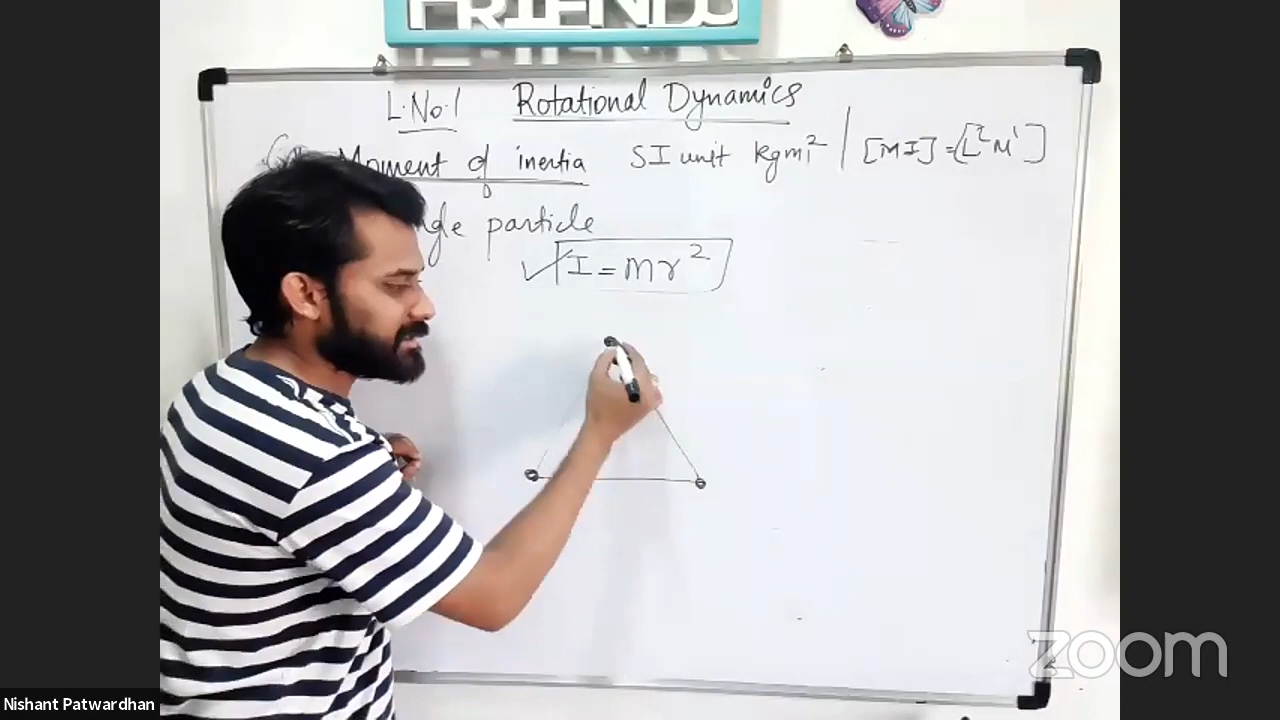 FRIENDS
L.No.1 Rotational Dynamics
Moment of inertia SI unit kgm² | [MI] = [L²M¹]
particle
I = mr²
zoom
Nishant Patwardhan